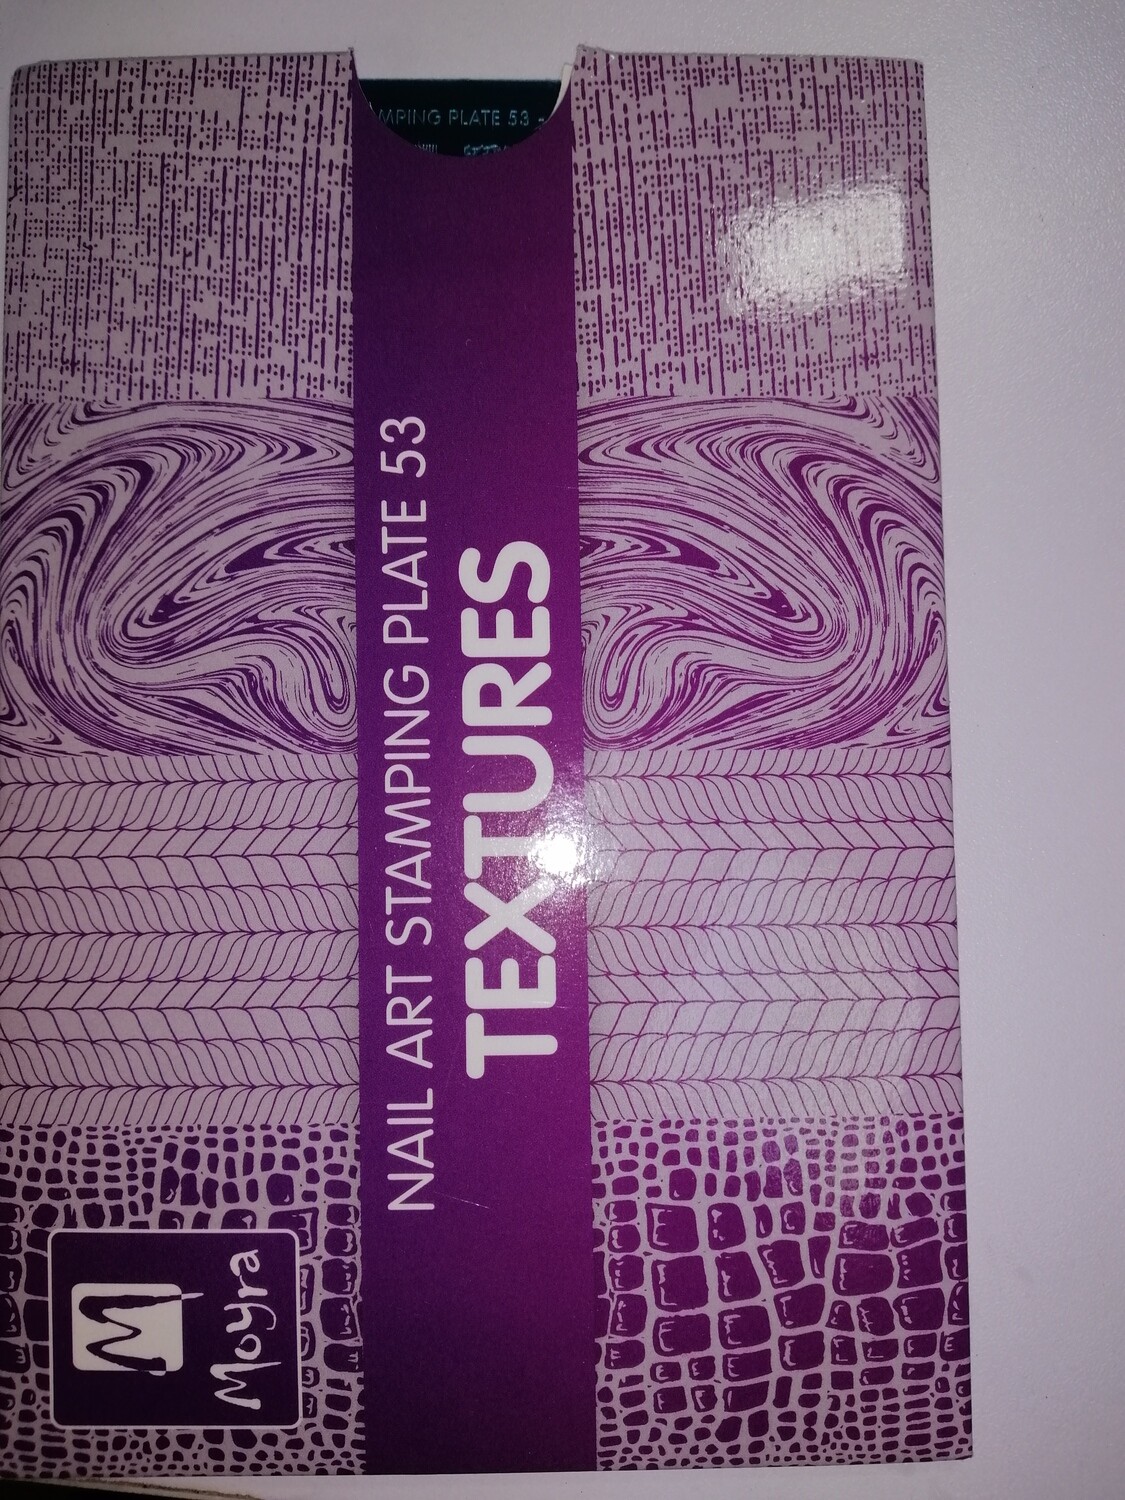 MPING PLATE 53 -
NAIL ART STAMPING PLATE 53
TEXTURES
M
Moyra